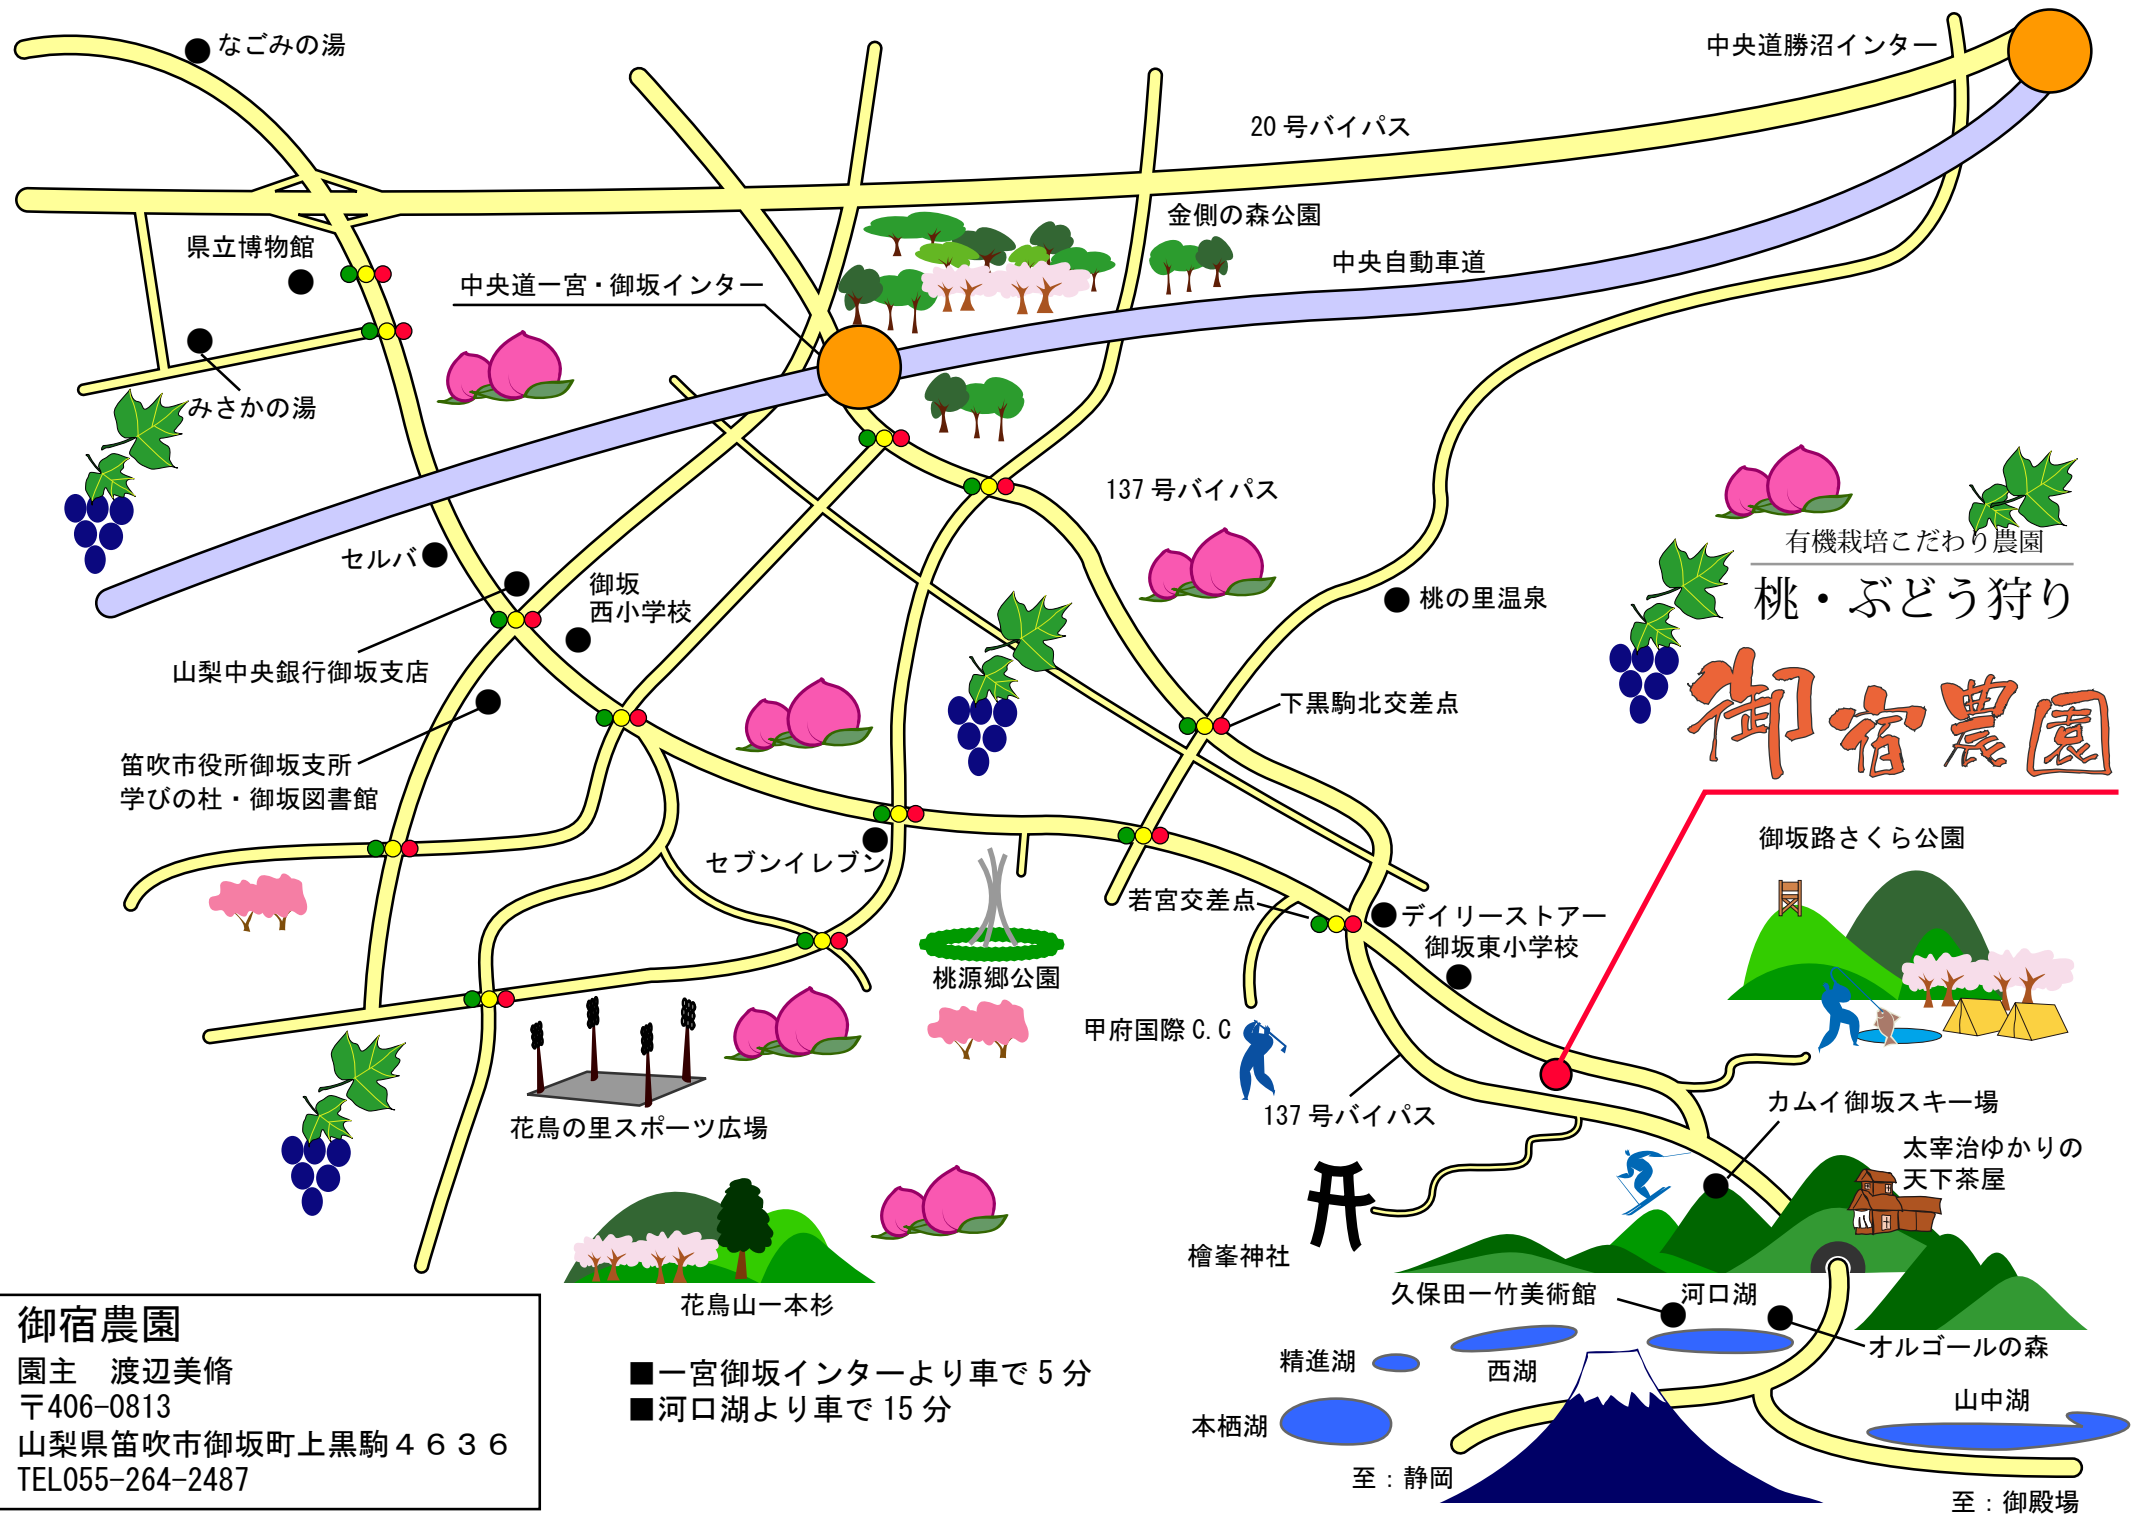 なごみの湯
中央道勝沼インター
20号バイパス
金側の森公園
県立博物館
中央自動車道
中央道一宮・御坂インター
みさかの湯
137号バイパス
有機栽培こだわり農園
桃・ぶどう狩り
御宿農園
セルバ
御坂
西小学校
桃の里温泉
山梨中央銀行御坂支店
下黒駒北交差点
笛吹市役所御坂支所
学びの杜・御坂図書館
御坂路さくら公園
セブンイレブン
若宮交差点
デイリーストアー
御坂東小学校
桃源郷公園
甲府国際C.C
137号バイパス
カムイ御坂スキー場
花鳥の里スポーツ広場
太宰治ゆかりの
天下茶屋
檜峯神社
花鳥山一本杉
久保田一竹美術館
河口湖
オルゴールの森
精進湖
西湖
本栖湖
山中湖
至：静岡
至：御殿場
御宿農園
園主　渡辺美脩
〒406-0813
山梨県笛吹市御坂町上黒駒４６３６
TEL055-264-2487
■一宮御坂インターより車で5分
■河口湖より車で15分